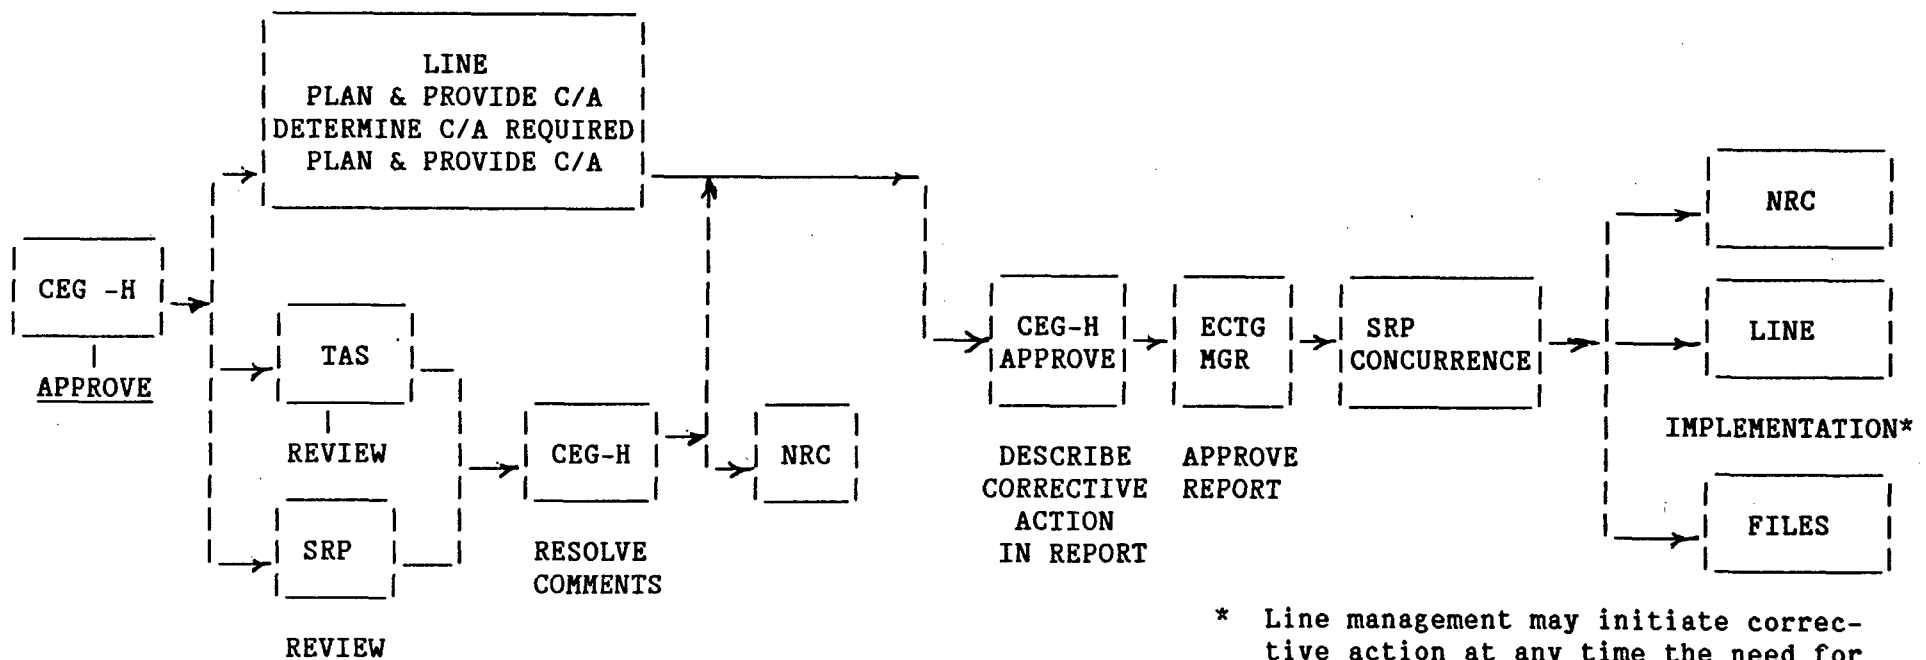 LINE
PLAN & PROVIDE C/A
DETERMINE C/A REQUIRED
PLAN & PROVIDE C/A
CEG -H
APPROVE
TAS
REVIEW
SRP
REVIEW
CEG-H
RESOLVE
COMMENTS
NRC
CEG-H
APPROVE
DESCRIBE
CORRECTIVE
ACTION
IN REPORT
ECTG
MGR
APPROVE
REPORT
SRP
CONCURRENCE
NRC
LINE
IMPLEMENTATION*
FILES
* Line management may initiate correc-
tive action at any time the need for